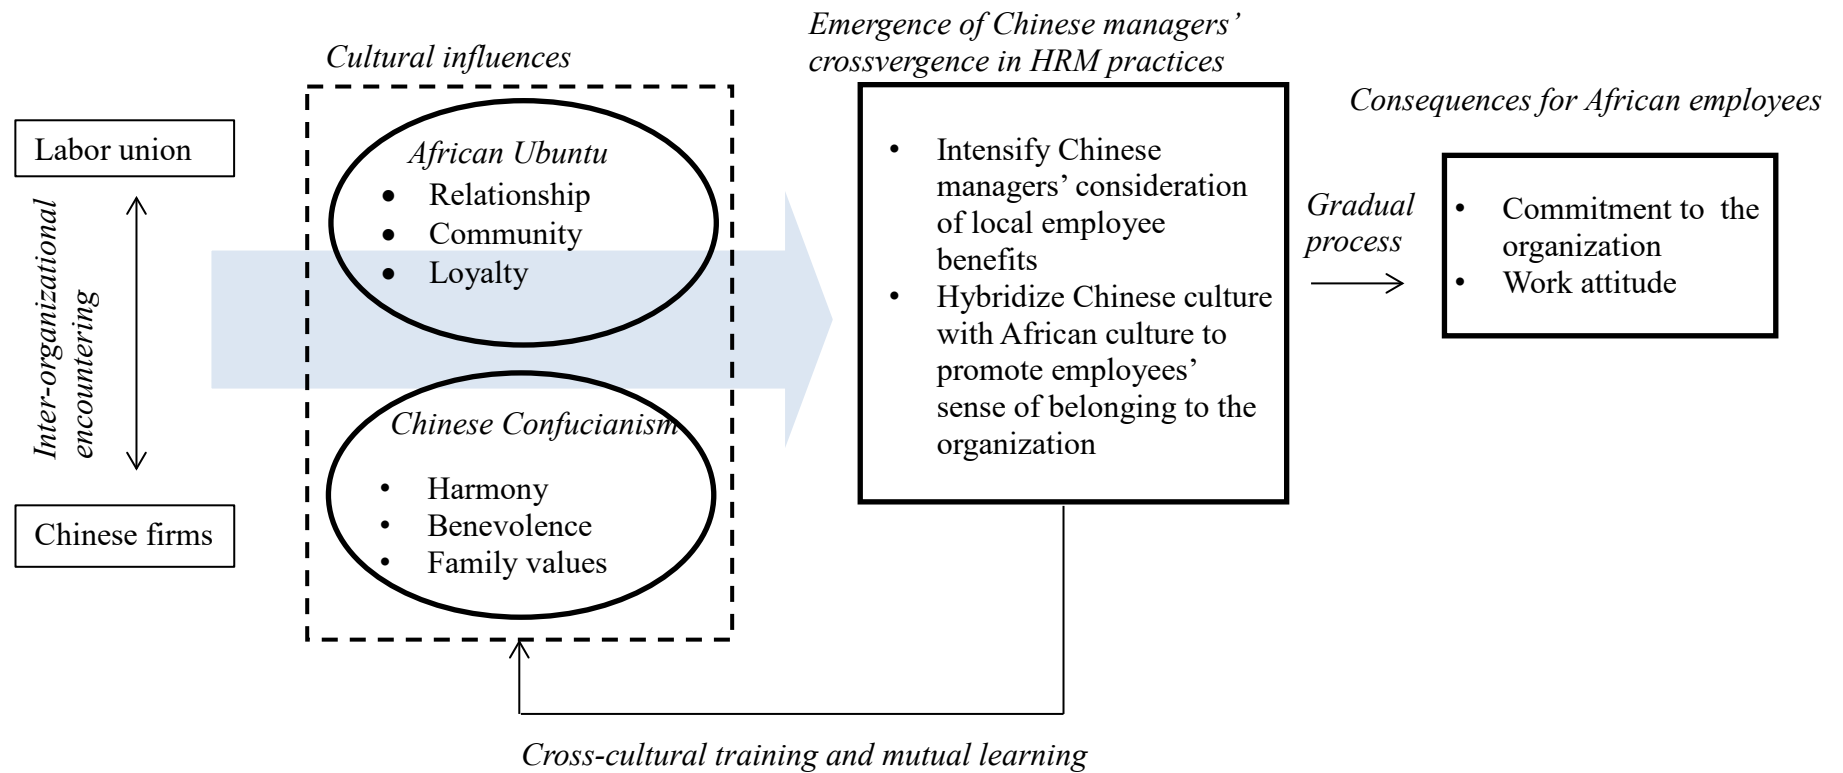 Emergence of Chinese managers’
crossvergence in HRM practices
Cultural influences
Consequences for African employees
Labor union
Inter-organizational
encountering
Chinese firms
African Ubuntu
● Relationship
● Community
● Loyalty
Chinese Confucianism
• Harmony
• Benevolence
• Family values
• Intensify Chinese
managers’ consideration
of local employee
benefits
• Hybridize Chinese culture
with African culture to
promote employees’
sense of belonging to the
organization
Gradual
process
• Commitment to the
organization
• Work attitude
Cross-cultural training and mutual learning